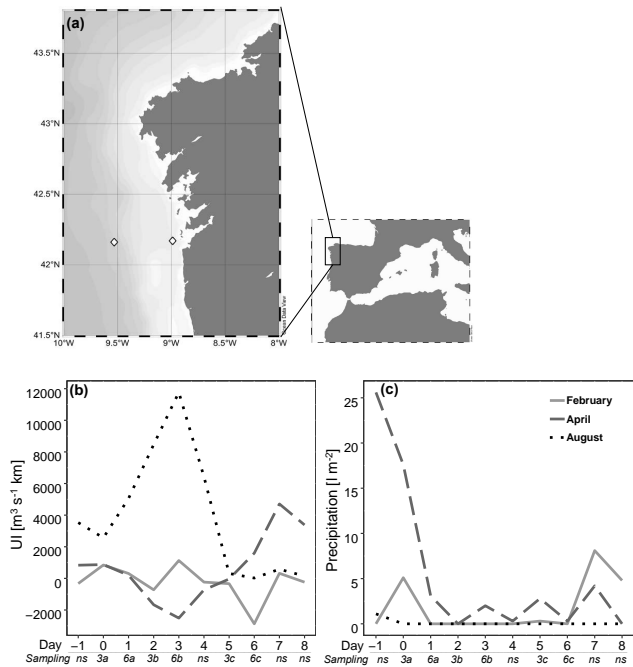 (a)
43.5°N
43°N
42.5°N
42°N
41.5°N
10°W 9.5°W 9°W 8.5°W 8°W
Ocean Data View
(b)
12000
10000
8000
6000
4000
2000
0
−2000
UI [m³ s⁻¹ km]
Day −1 0 1 2 3 4 5 6 7 8
Sampling ns 3a 6a 3b 6b ns 3c 6c ns ns
(c)
February
April
August
25
20
15
10
5
0
Precipitation [l m⁻²]
Day −1 0 1 2 3 4 5 6 7 8
Sampling ns 3a 6a 3b 6b ns 3c 6c ns ns